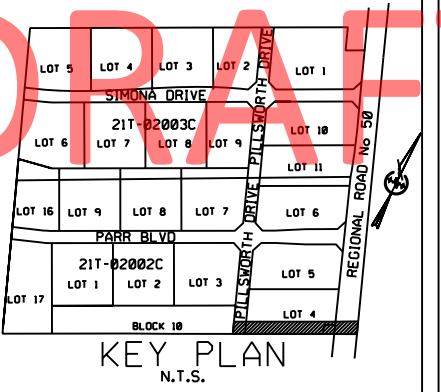 DRAFT
LOT 5 LOT 4 LOT 3 LOT 2 LOT 1
SIMONA DRIVE
21T-02003C
LOT 6 LOT 7 LOT 8 LOT 9 LOT 10
LOT 11
PILLSWORTH DRIVE
REGIONAL ROAD No 50
LOT 16 LOT 9 LOT 8 LOT 7 LOT 6
PARR BLVD
21T-02002C
LOT 17 LOT 1 LOT 2 LOT 3 LOT 5
PILLSWORTH DRIVE
LOT 4
BLOCK 10
KEY PLAN
N.T.S.